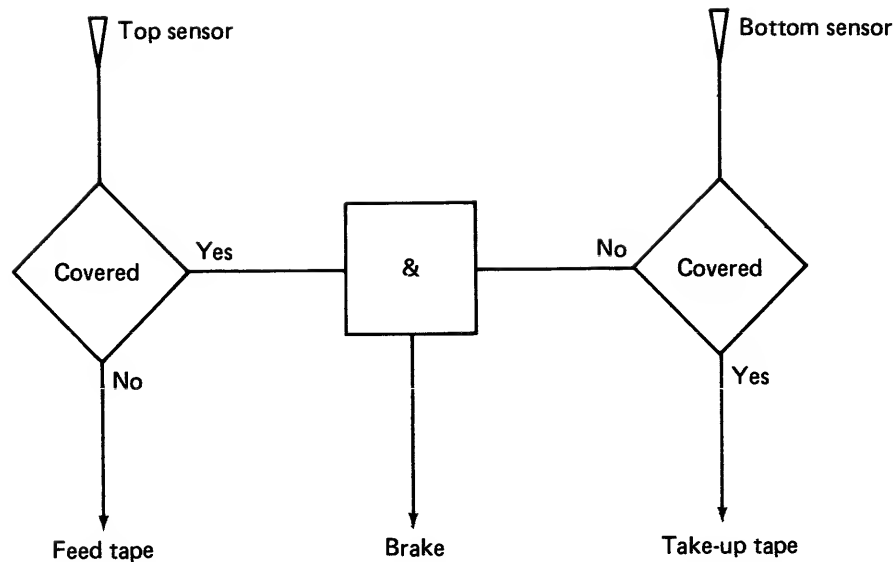 Top sensor
Bottom sensor
Covered
Yes
&
No
Covered
No
Yes
Feed tape
Brake
Take-up tape